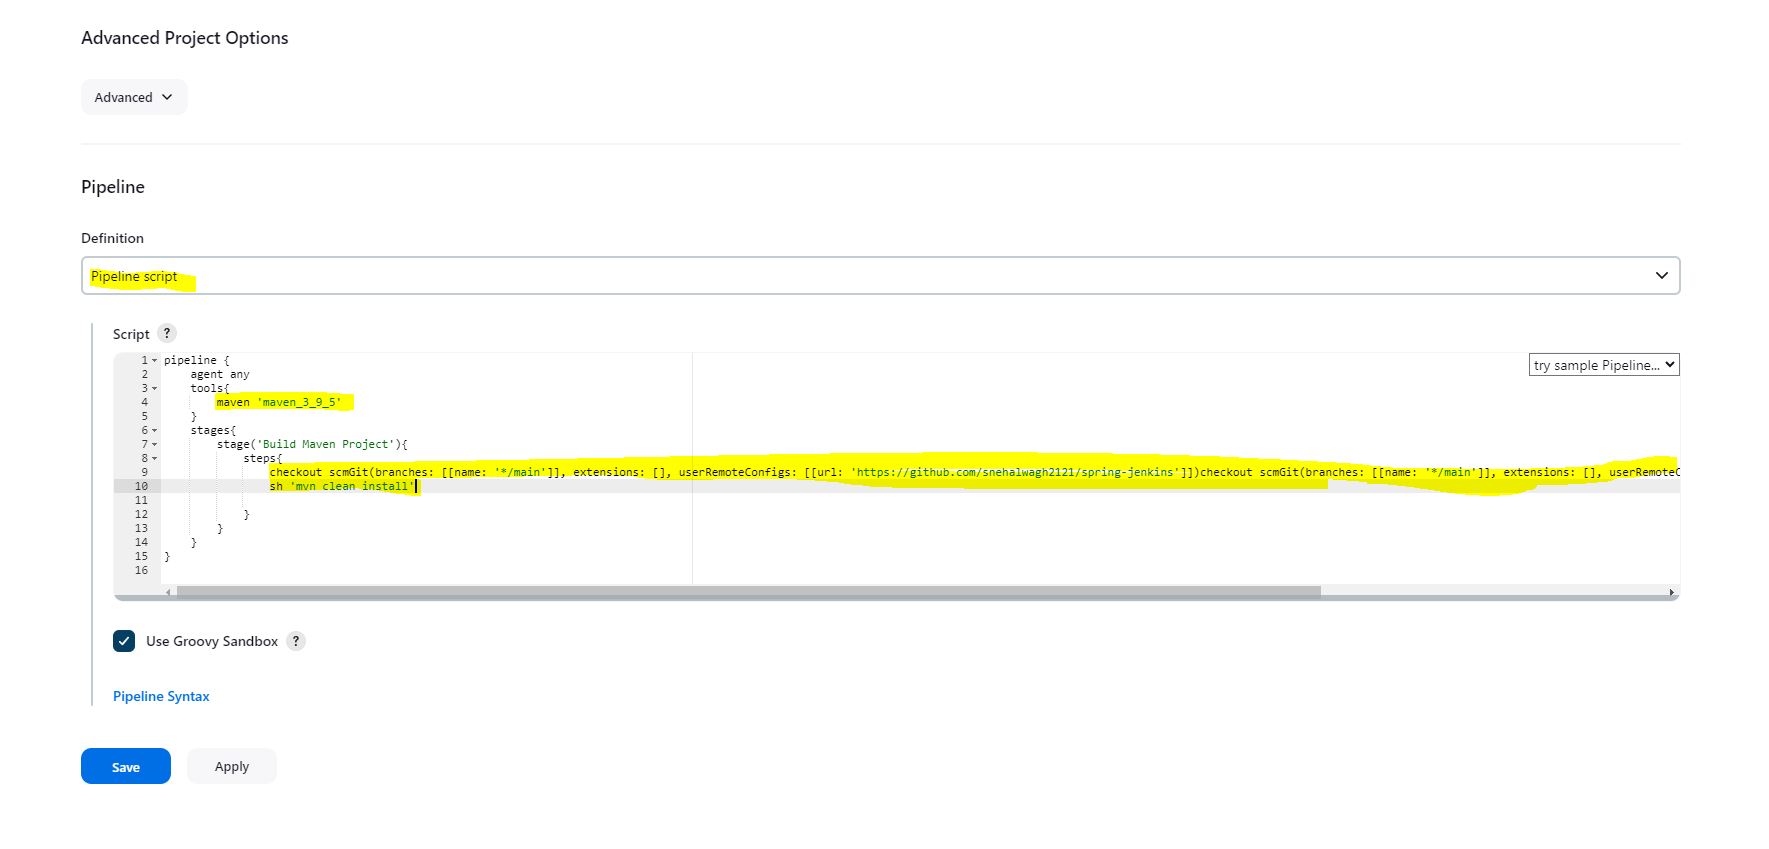 Advanced Project Options
Advanced
Pipeline
Definition
Pipeline script
Script ?
try sample Pipeline...
1 pipeline {
2     agent any
3     tools{
4         maven 'maven_3_9_5'
5     }
6     stages{
7         stage('Build Maven Project'){
8             steps{
9                 checkout scmGit(branches: [[name: '*/main']], extensions: [], userRemoteConfigs: [[url: 'https://github.com/snehalwagh2121/spring-jenkins']])checkout scmGit(branches: [[name: '*/main']], extensions: [], userRemoteC
10                 sh 'mvn clean install'
11
12             }
13         }
14     }
15 }
16
Use Groovy Sandbox ?
Pipeline Syntax
Save Apply